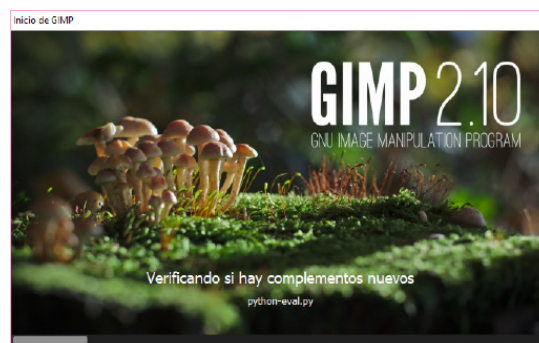 Inicio de GIMP
GIMP 2.10
GNU IMAGE MANIPULATION PROGRAM
Verificando si hay complementos nuevos
python-eval.py